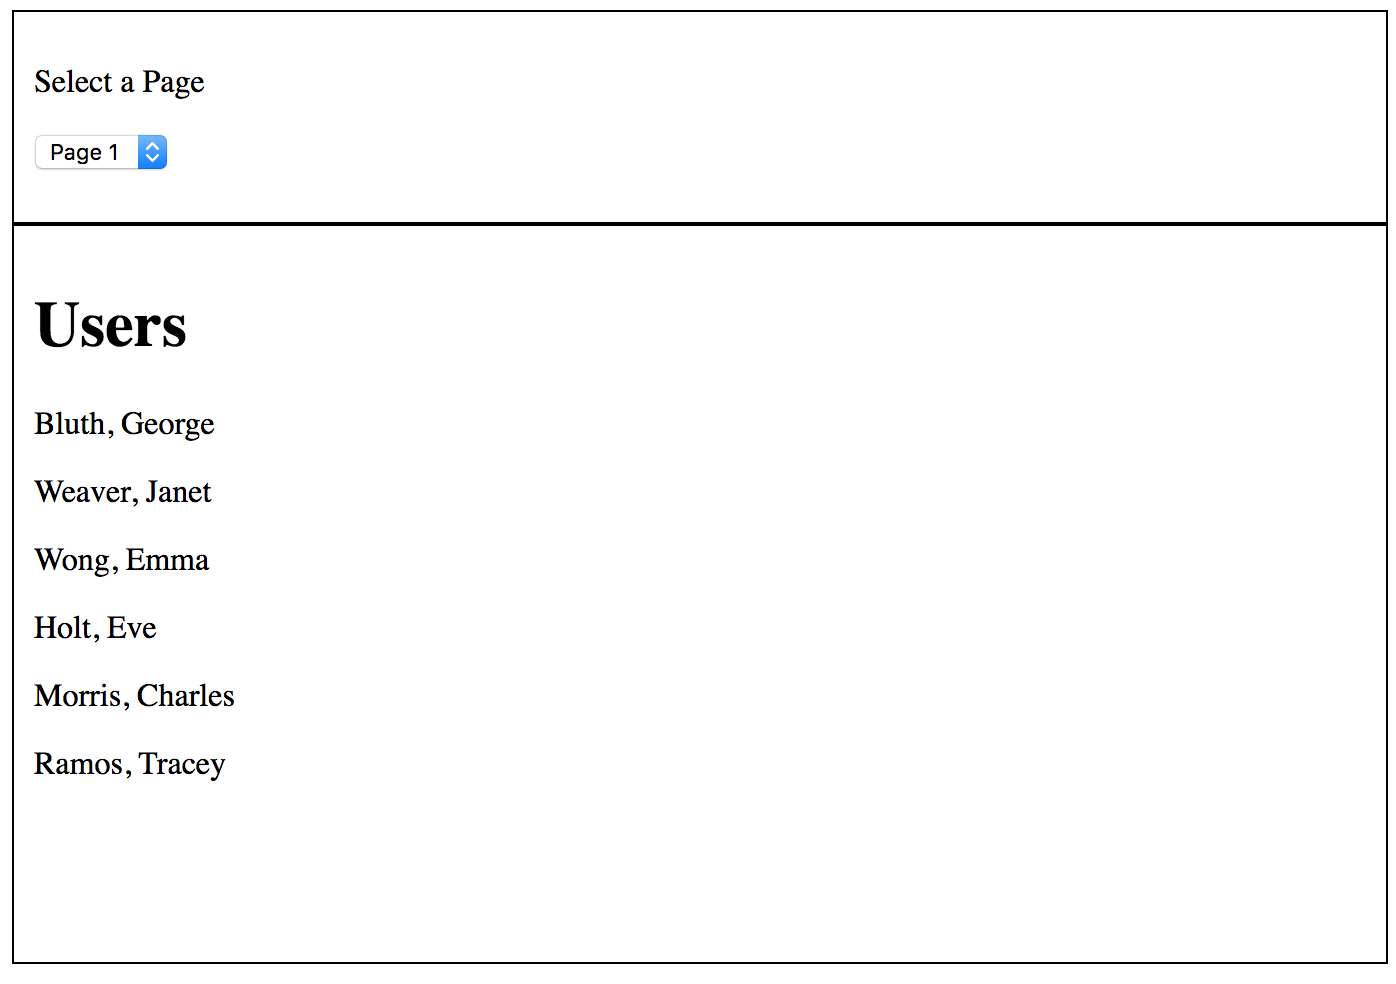 Select a Page
Page 1
Users
Bluth, George
Weaver, Janet
Wong, Emma
Holt, Eve
Morris, Charles
Ramos, Tracey